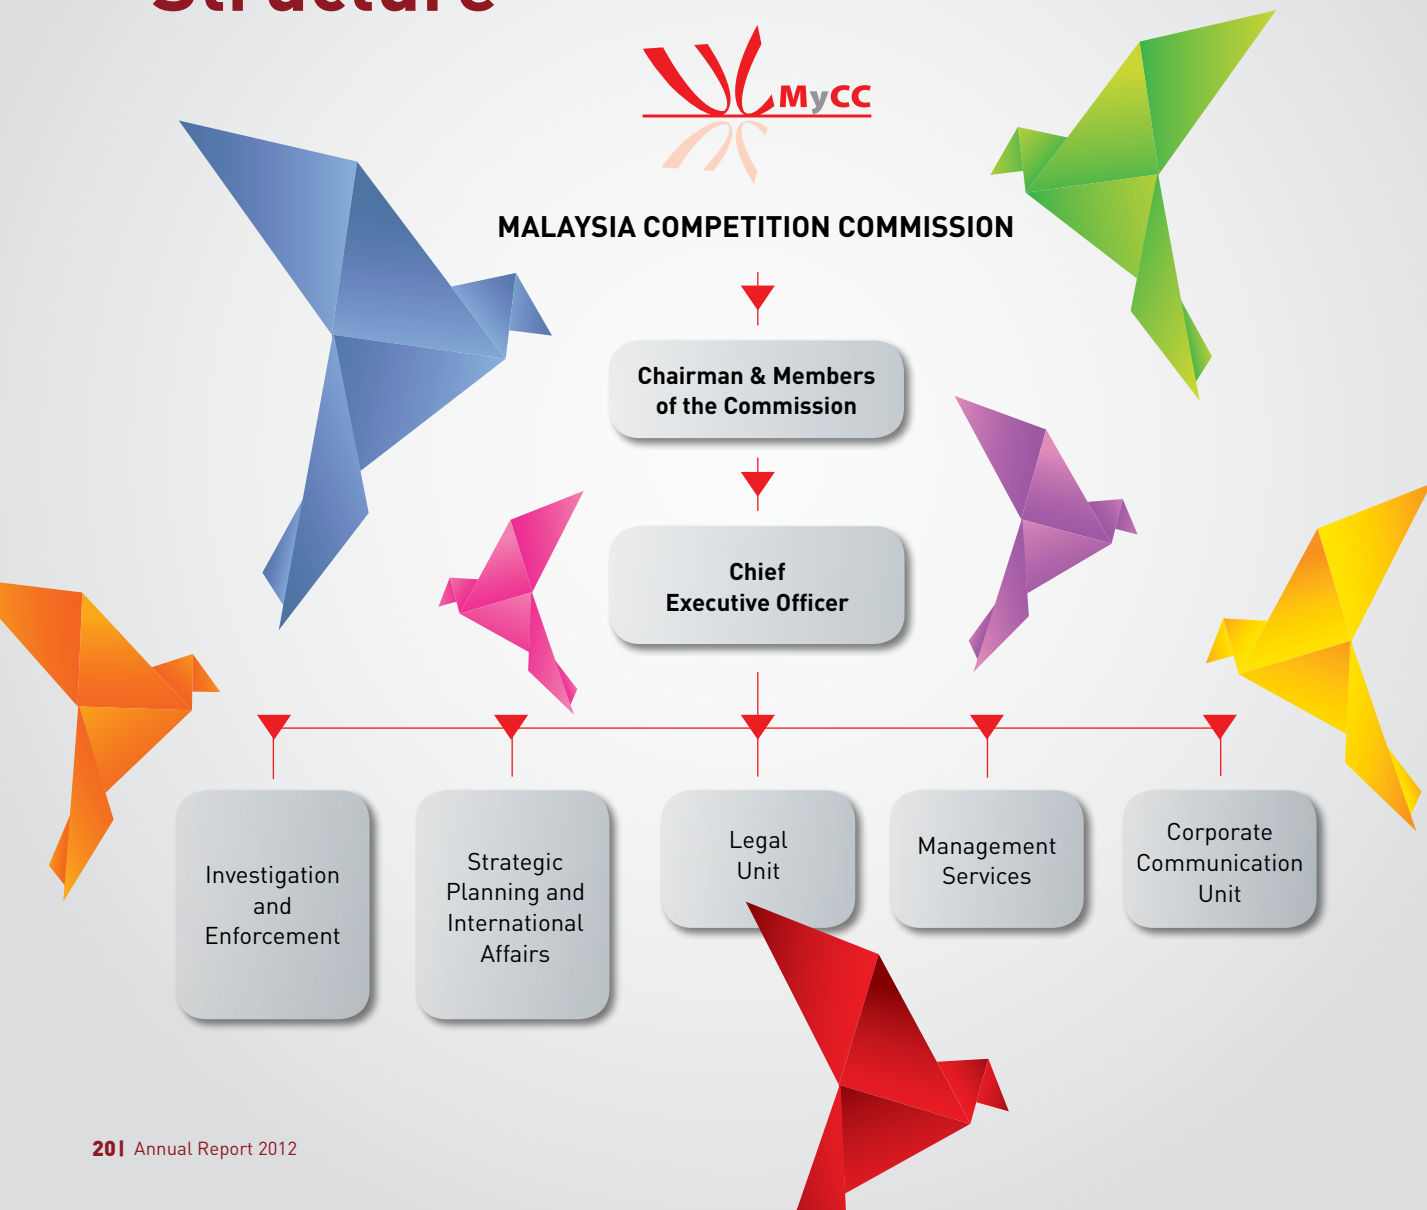 Structure
MyCC
MALAYSIA COMPETITION COMMISSION
Chairman & Members
of the Commission
Chief
Executive Officer
Investigation
and
Enforcement
Strategic
Planning and
International
Affairs
Legal
Unit
Management
Services
Corporate
Communication
Unit
20| Annual Report 2012